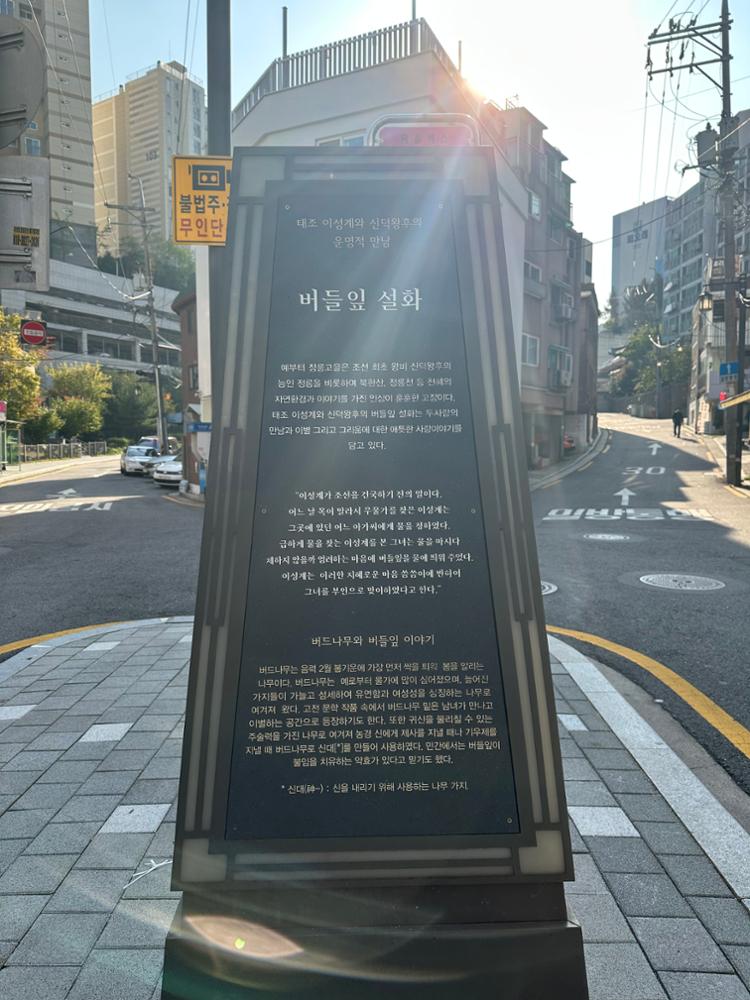 불법주·
무인단
태조 이성계와 신덕왕후의
운명적 만남
버들잎 설화
예부터 정릉고을은 조선 최초 왕비 신덕왕후의
능인 정릉을 비롯하여 북한산, 정릉천 등 천혜의
자연환경과 이야기를 가진 인심이 훈훈한 고장이다.
태조 이성계와 신덕왕후의 버들잎 설화는 두사람의
만남과 이별 그리고 그리움에 대한 애틋한 사랑이야기를
담고 있다.
"이성계가 조선을 건국하기 전의 일이다.
어느 날 목이 말라서 우물가를 찾은 이성계는
그곳에 있던 어느 아가씨에게 물을 청하였다.
급하게 물을 찾는 이성계를 본 그녀는 물을 마시다
체하지 않을까 염려하는 마음에 버들잎을 물에 띄워 주었다.
이성계는 이러한 지혜로운 마음 씀씀이에 반하여
그녀를 부인으로 맞이하였다고 한다."
버드나무와 버들잎 이야기
버드나무는 음력 2월 봄기운에 가장 먼저 싹을 틔워 봄을 알리는
나무이다. 버드나무는 예로부터 물가에 많이 심어졌으며, 늘어진
가지들이 가늘고 섬세하여 유연함과 여성성을 상징하는 나무로
여겨져 왔다. 고전 문학 작품 속에서 버드나무 밑은 남녀가 만나고
이별하는 공간으로 등장하기도 한다. 또한 귀신을 물리칠 수 있는
주술력을 가진 나무로 여겨져 농경 신에게 제사를 지낼 때나 기우제를
지낼 때 버드나무로 신대[*]를 만들어 사용하였다. 민간에서는 버들잎이
불임을 치유하는 약효가 있다고 믿기도 했다.
* 신대(神-) : 신을 내리기 위해 사용하는 나무 가지.
30